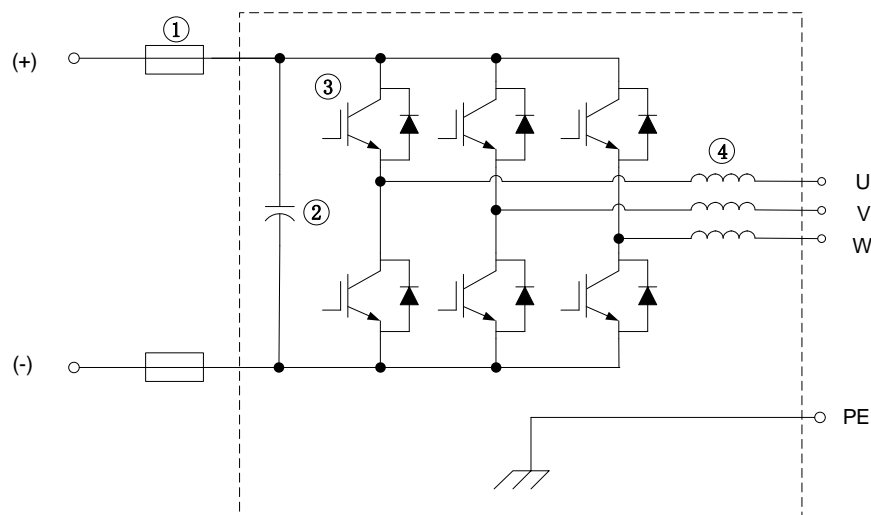 ①
(+)
③
④
U
②
V
W
(-)
PE